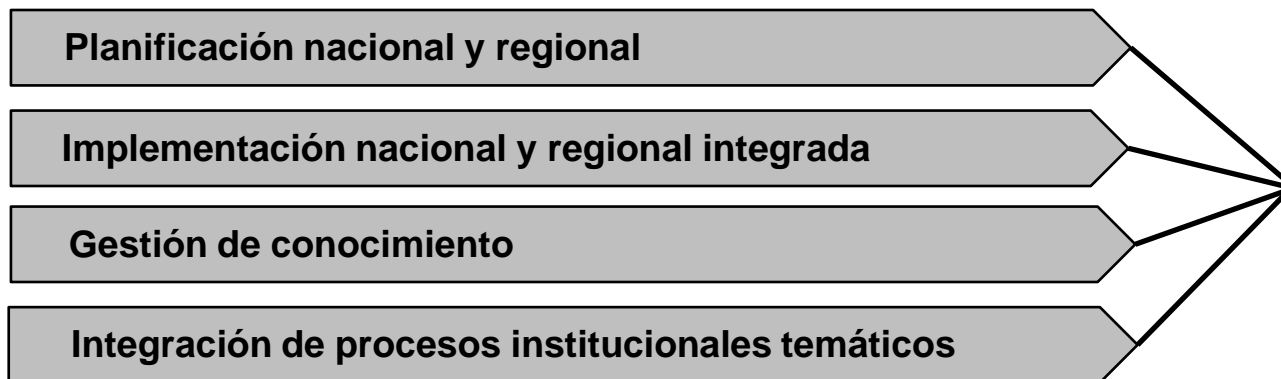 Planificación nacional y regional
Implementación nacional y regional integrada
Gestión de conocimiento
Integración de procesos institucionales temáticos